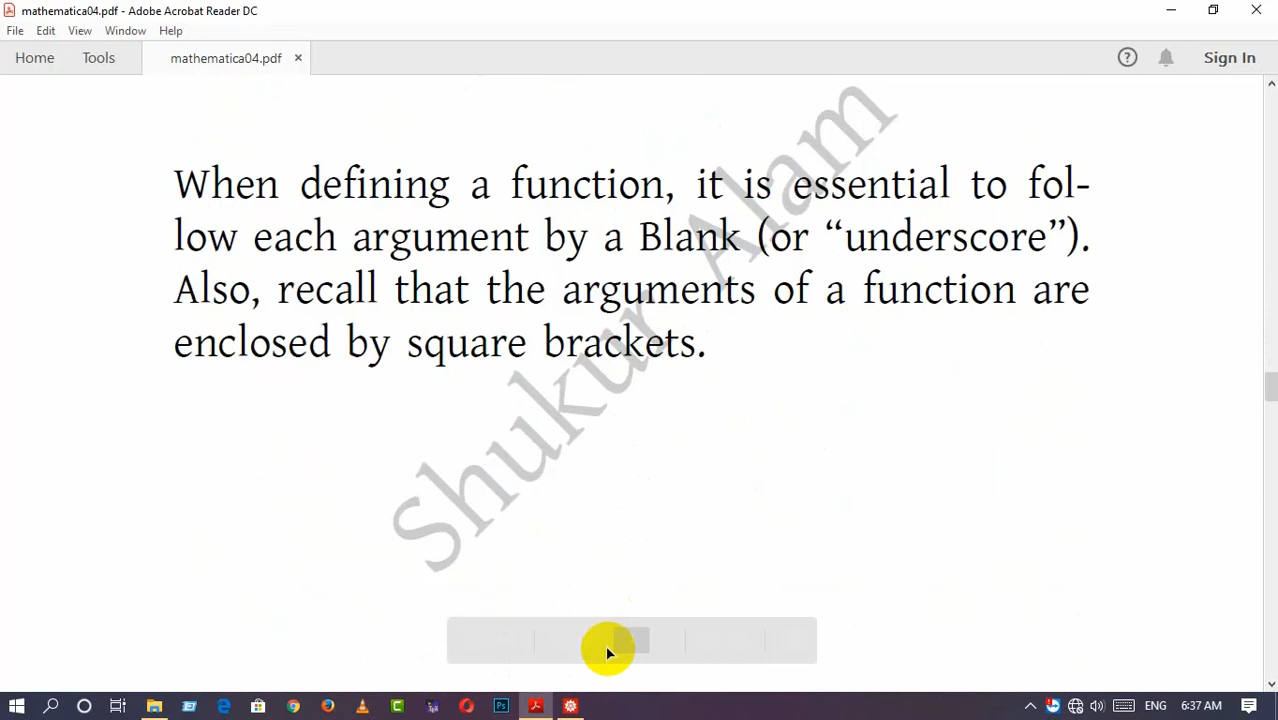 mathematica04.pdf - Adobe Acrobat Reader DC
File Edit View Window Help
Home Tools mathematica04.pdf × Sign In
When defining a function, it is essential to fol-
low each argument by a Blank (or “underscore”).
Also, recall that the arguments of a function are
enclosed by square brackets.
Shukur Alam
ENG 6:37 AM